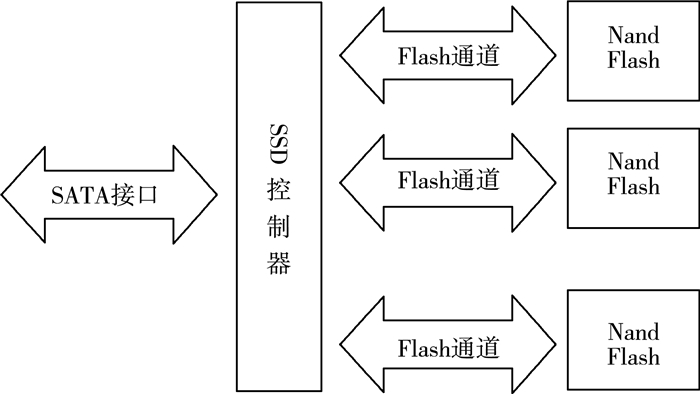 SATA接口
SSD控制器
Flash通道
Nand
Flash
Flash通道
Nand
Flash
Flash通道
Nand
Flash